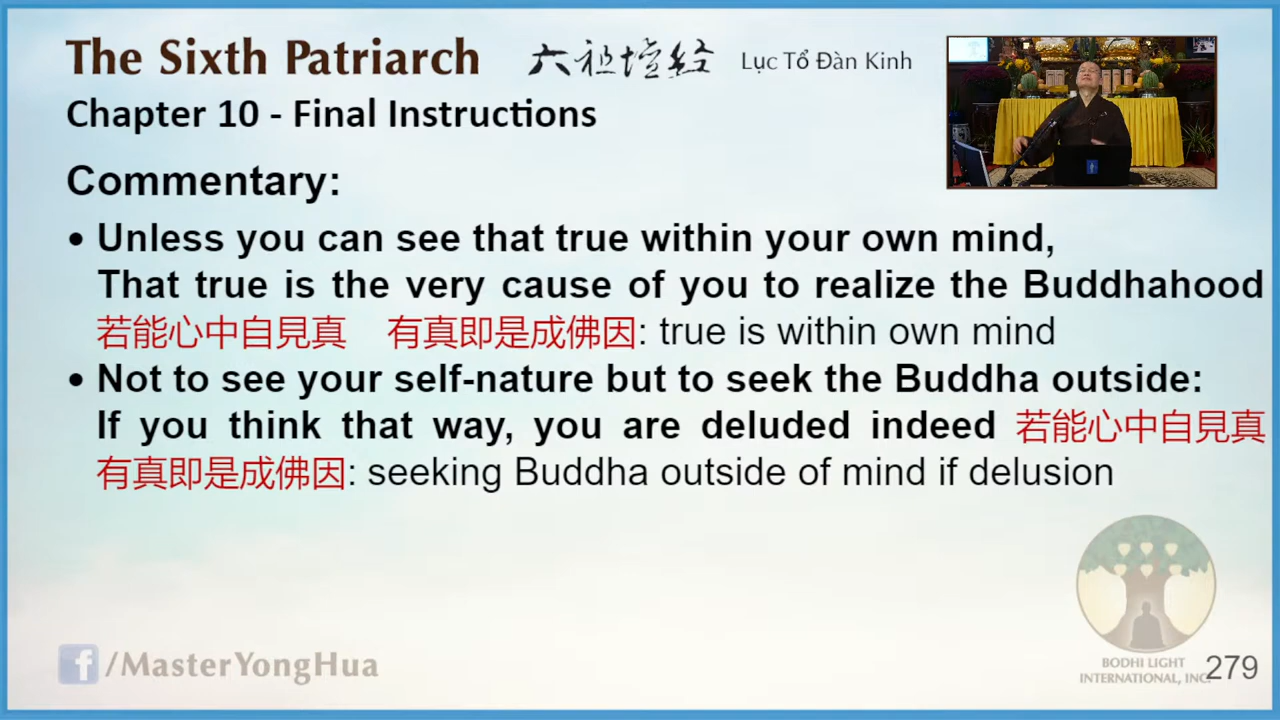 The Sixth Patriarch 六祖壇經 Lục Tổ Đàn Kinh
Chapter 10 - Final Instructions
Commentary:
• Unless you can see that true within your own mind,
That true is the very cause of you to realize the Buddhahood
若能心中自見真 有真即是成佛因: true is within own mind
• Not to see your self-nature but to seek the Buddha outside:
If you think that way, you are deluded indeed 若能心中自見真
有真即是成佛因: seeking Buddha outside of mind if delusion
/MasterYongHua
BODHI LIGHT
INTERNATIONAL, INC.
279